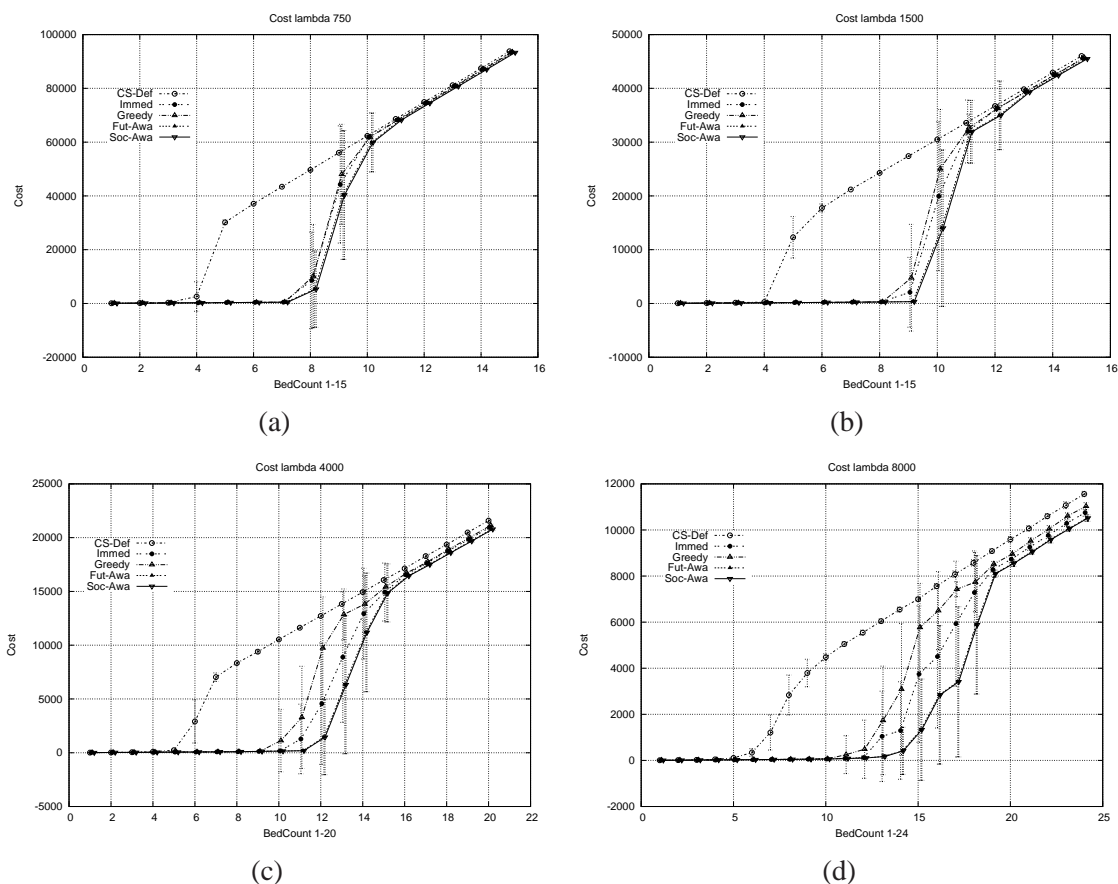 Cost lambda 750
100000
80000
60000
40000
20000
0
-20000
Cost
CS-Def
Immed
Greedy
Fut-Awa
Soc-Awa
0 2 4 6 8 10 12 14 16
BedCount 1-15
(a)
Cost lambda 1500
50000
40000
30000
20000
10000
0
-10000
Cost
CS-Def
Immed
Greedy
Fut-Awa
Soc-Awa
0 2 4 6 8 10 12 14 16
BedCount 1-15
(b)
Cost lambda 4000
25000
20000
15000
10000
5000
0
-5000
Cost
CS-Def
Immed
Greedy
Fut-Awa
Soc-Awa
0 2 4 6 8 10 12 14 16 18 20 22
BedCount 1-20
(c)
Cost lambda 8000
12000
10000
8000
6000
4000
2000
0
-2000
Cost
CS-Def
Immed
Greedy
Fut-Awa
Soc-Awa
0 5 10 15 20 25
BedCount 1-24
(d)